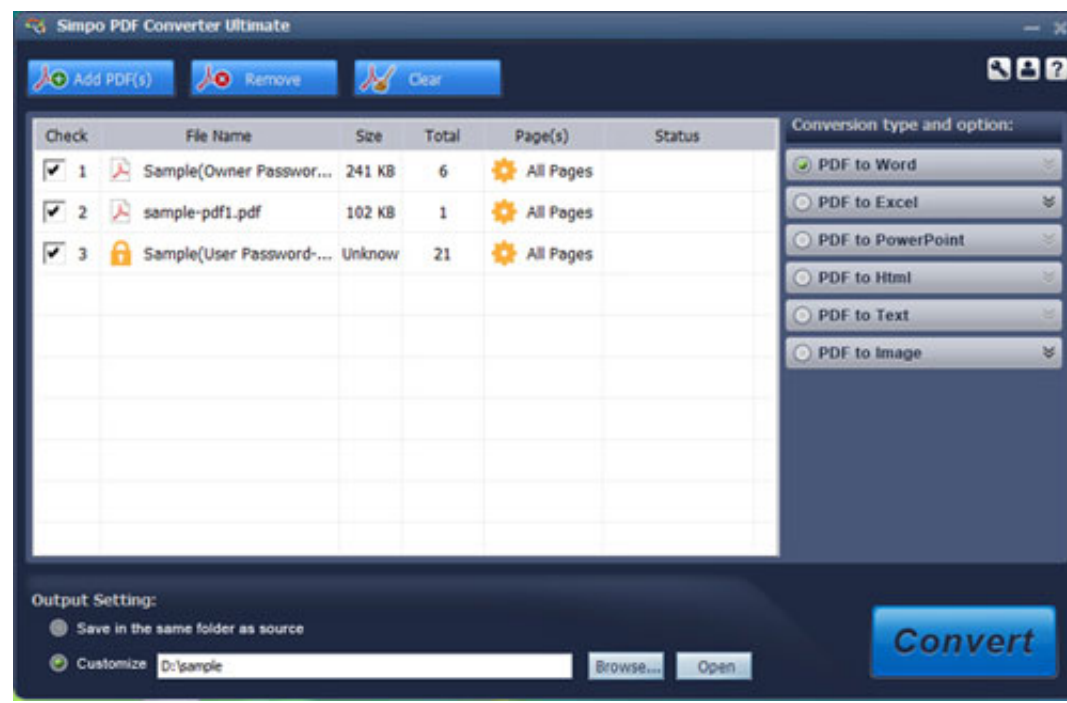 Simpo PDF Converter Ultimate
Add PDF(s) Remove Clear
Check File Name Size Total Page(s) Status
1 Sample(Owner Passwor... 241 KB 6 All Pages
2 sample-pdf1.pdf 102 KB 1 All Pages
3 Sample(User Password-... Unknow 21 All Pages
Conversion type and option:
PDF to Word
PDF to Excel
PDF to PowerPoint
PDF to Html
PDF to Text
PDF to Image
Output Setting:
Save in the same folder as source
Customize D:\sample Browse... Open
Convert